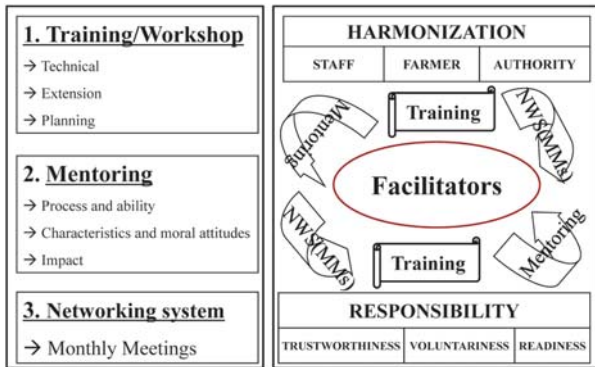 1. Training/Workshop
→ Technical
→ Extension
→ Planning
2. Mentoring
→ Process and ability
→ Characteristics and moral attitudes
→ Impact
3. Networking system
→ Monthly Meetings
HARMONIZATION
STAFF FARMER AUTHORITY
Mentoring
Training
NWS(MMs)
Facilitators
NWS(MMs)
Training
Mentoring
RESPONSIBILITY
TRUSTWORTHINESS VOLUNTARINESS READINESS